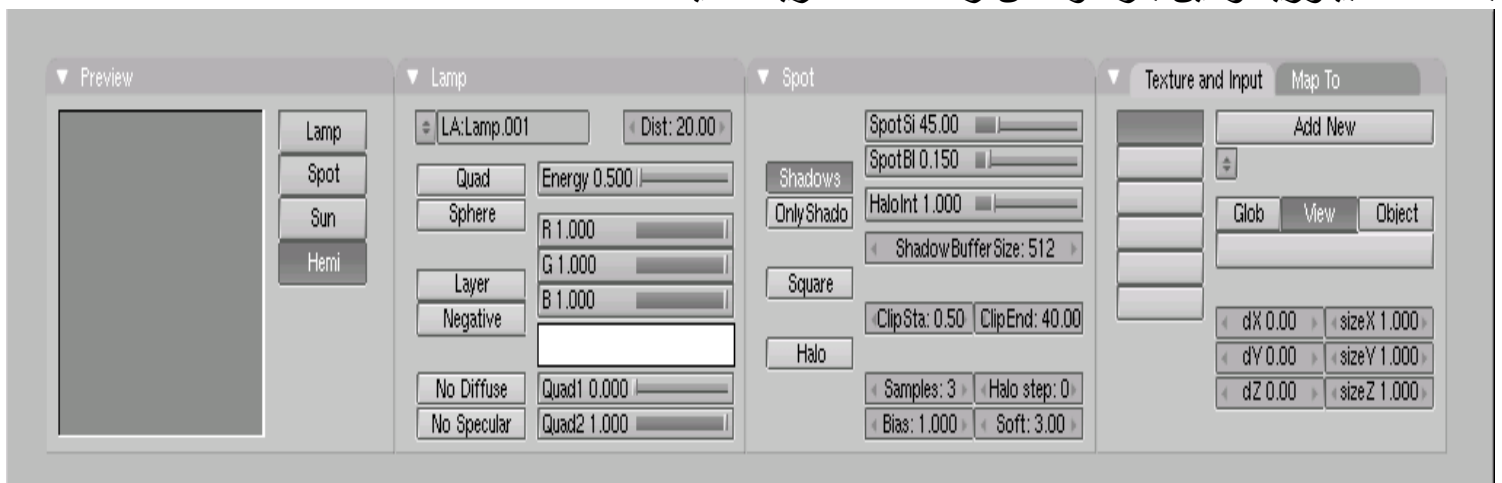 Preview
Lamp
Spot
Sun
Hemi
Lamp
LA:Lamp.001
Dist: 20.00
Quad
Energy 0.500
Sphere
R 1.000
G 1.000
Layer
B 1.000
Negative
No Diffuse
Quad1 0.000
No Specular
Quad2 1.000
Spot
SpotSi 45.00
SpotBl 0.150
Shadows
OnlyShado
HaloInt 1.000
ShadowBufferSize: 512
Square
ClipSta: 0.50
ClipEnd: 40.00
Halo
Samples: 3
Halo step: 0
Bias: 1.000
Soft: 3.00
Texture and Input
Map To
Add New
Glob
View
Object
dX 0.00
sizeX 1.000
dY 0.00
sizeY 1.000
dZ 0.00
sizeZ 1.000